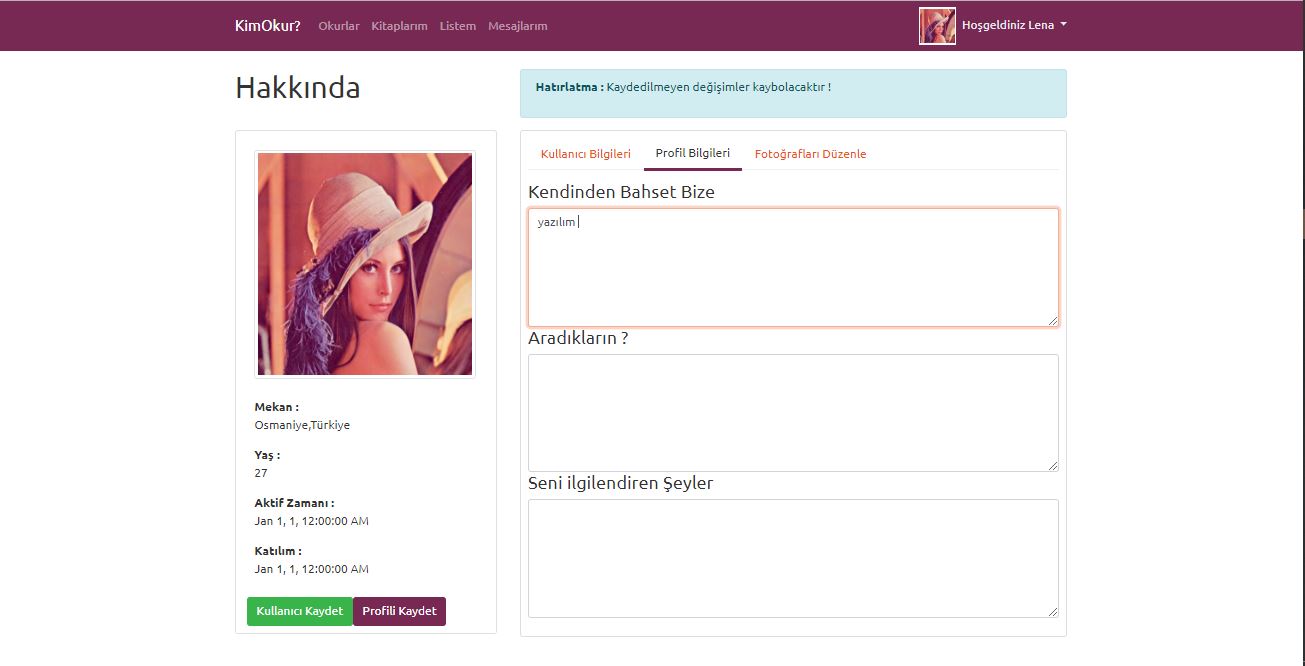 KimOkur? Okurlar Kitaplarım Listem Mesajlarım Hoşgeldiniz Lena
Hakkında
Hatırlatma : Kaydedilmeyen değişimler kaybolacaktır !
Mekan :
Osmaniye,Türkiye
Yaş :
27
Aktif Zamanı :
Jan 1, 1, 12:00:00 AM
Katılım :
Jan 1, 1, 12:00:00 AM
Kullanıcı Kaydet Profili Kaydet
Kullanıcı Bilgileri Profil Bilgileri Fotoğrafları Düzenle
Kendinden Bahset Bize
yazılım
Aradıkların ?
Seni ilgilendiren Şeyler